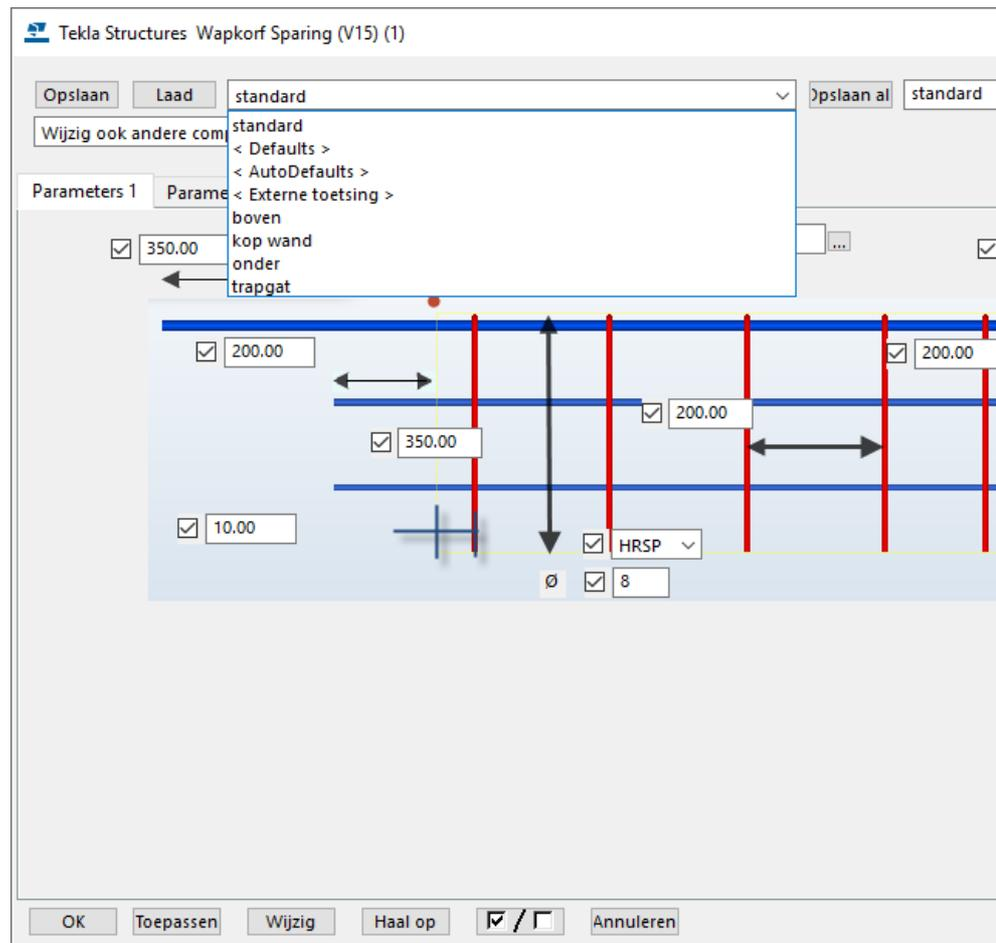 Tekla Structures Wapkorf Sparing (V15) (1)
Opslaan Laad standard Opslaan al standard
Wijzig ook andere comp
standard
< Defaults >
< AutoDefaults >
< Externe toetsing >
boven
kop wand
onder
trapgat
Parameters 1 Parame
350.00 ...
200.00 200.00
200.00
350.00
10.00
HRSP
Ø 8
OK Toepassen Wijzig Haal op / Annuleren